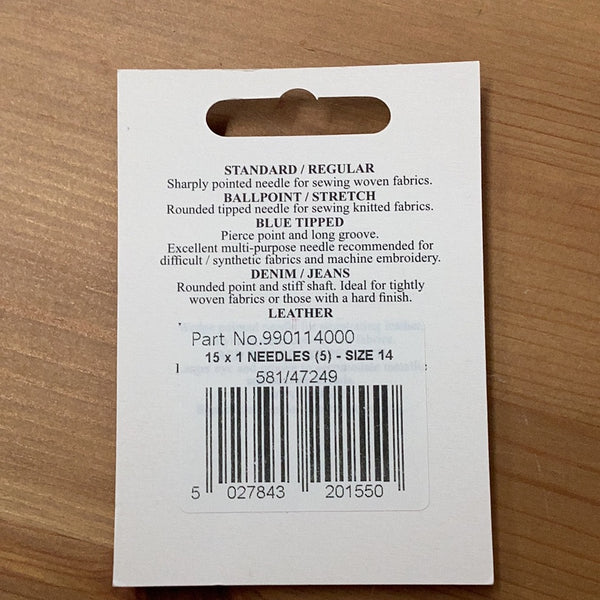 STANDARD / REGULAR
Sharply pointed needle for sewing woven fabrics.
BALLPOINT / STRETCH
Rounded tipped needle for sewing knitted fabrics.
BLUE TIPPED
Pierce point and long groove.
Excellent multi-purpose needle recommended for
difficult / synthetic fabrics and machine embroidery.
DENIM / JEANS
Rounded point and stiff shaft. Ideal for tightly
woven fabrics or those with a hard finish.
LEATHER
Part No.990114000
15 x 1 NEEDLES (5) - SIZE 14
581/47249
5 027843 201550